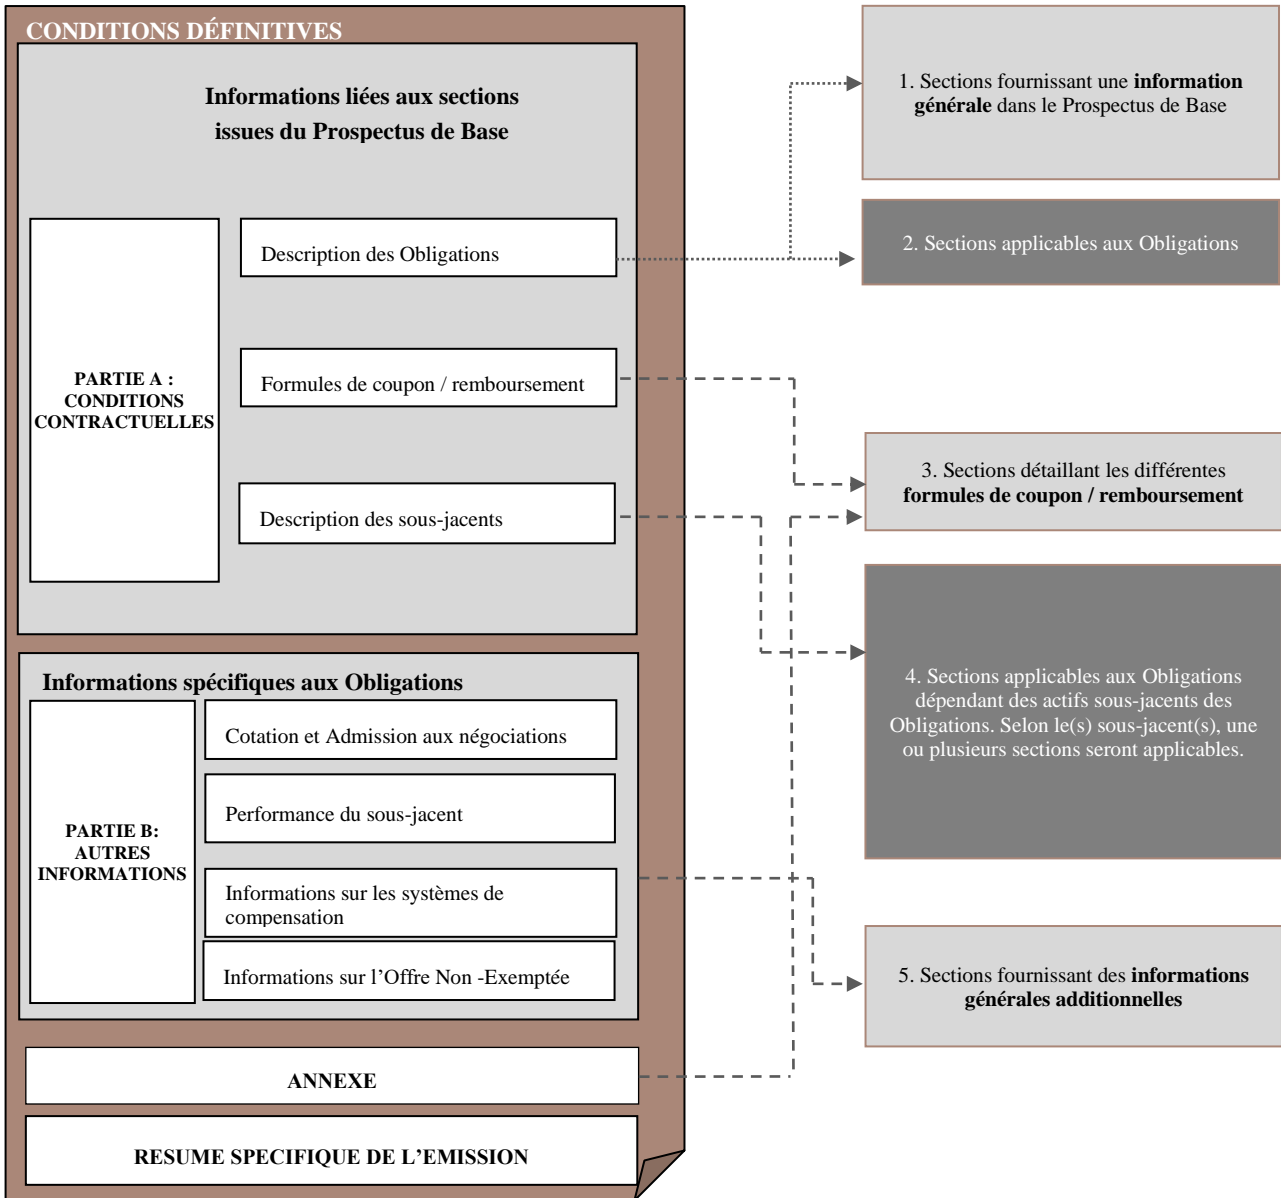 CONDITIONS DÉFINITIVES
Informations liées aux sections
issues du Prospectus de Base
PARTIE A :
CONDITIONS
CONTRACTUELLES
Description des Obligations
Formules de coupon / remboursement
Description des sous-jacents
Informations spécifiques aux Obligations
PARTIE B:
AUTRES
INFORMATIONS
Cotation et Admission aux négociations
Performance du sous-jacent
Informations sur les systèmes de
compensation
Informations sur l’Offre Non -Exemptée
ANNEXE
RESUME SPECIFIQUE DE L’EMISSION
1. Sections fournissant une information
générale dans le Prospectus de Base
2. Sections applicables aux Obligations
3. Sections détaillant les différentes
formules de coupon / remboursement
4. Sections applicables aux Obligations
dépendant des actifs sous-jacents des
Obligations. Selon le(s) sous-jacent(s), une
ou plusieurs sections seront applicables.
5. Sections fournissant des informations
générales additionnelles